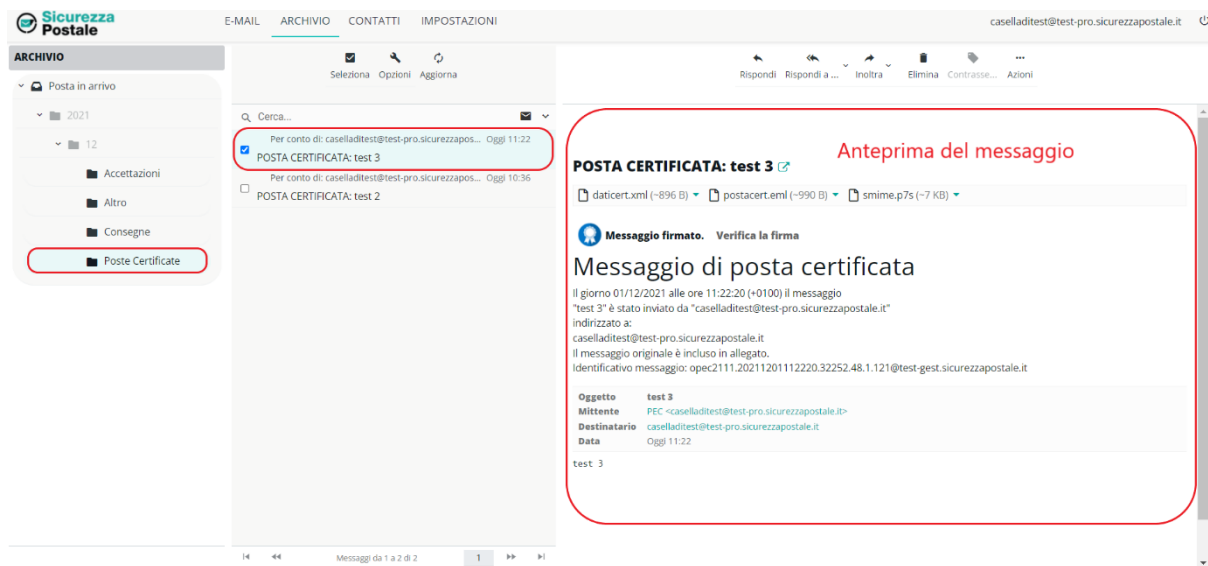 Sicurezza
Postale
E-MAIL ARCHIVIO CONTATTI IMPOSTAZIONI
caselladitest@test-pro.sicurezzapostale.it
ARCHIVIO
Posta in arrivo
2021
12
Accettazioni
Altro
Consegne
Poste Certificate
Seleziona Opzioni Aggiorna
Cerca...
Per conto di: caselladitest@test-pro.sicurezzapos... Oggi 11:22
POSTA CERTIFICATA: test 3
Per conto di: caselladitest@test-pro.sicurezzapos... Oggi 10:36
POSTA CERTIFICATA: test 2
Messaggi da 1 a 2 di 2 1
Rispondi Rispondi a ... Inoltra Elimina Contrasse... Azioni
Anteprima del messaggio
POSTA CERTIFICATA: test 3
daticert.xml (~896 B) postacert.eml (~990 B) smime.p7s (~7 KB)
Messaggio firmato. Verifica la firma
Messaggio di posta certificata
Il giorno 01/12/2021 alle ore 11:22:20 (+0100) il messaggio
"test 3" è stato inviato da "caselladitest@test-pro.sicurezzapostale.it"
indirizzato a:
caselladitest@test-pro.sicurezzapostale.it
Il messaggio originale è incluso in allegato.
Identificativo messaggio: opec2111.20211201112220.32252.48.1.121@test-gest.sicurezzapostale.it
Oggetto test 3
Mittente PEC <caselladitest@test-pro.sicurezzapostale.it>
Destinatario caselladitest@test-pro.sicurezzapostale.it
Data Oggi 11:22
test 3